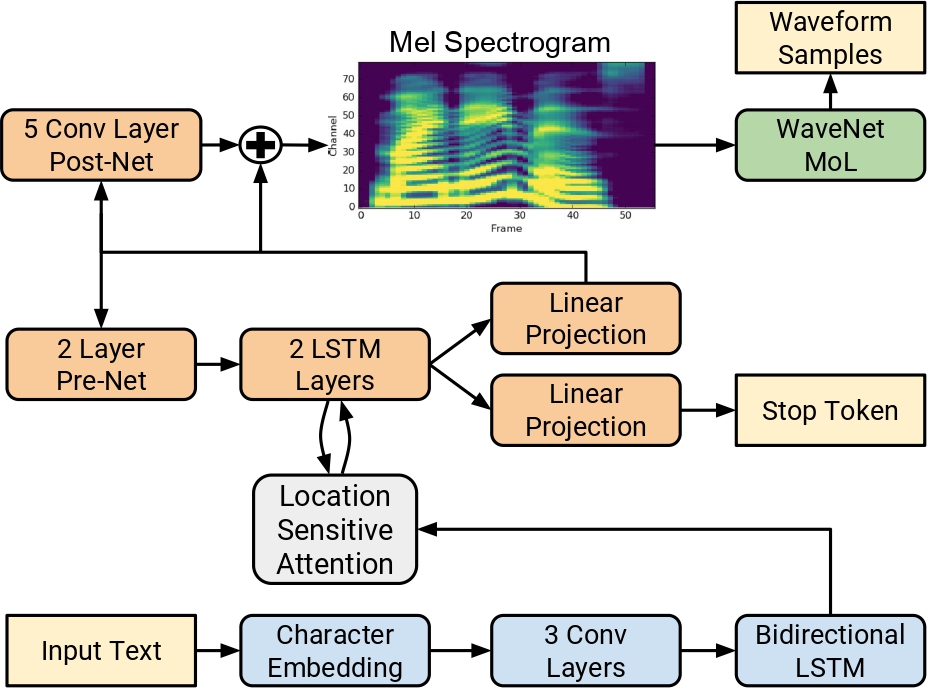 Waveform
Samples
Mel Spectrogram
5 Conv Layer
Post-Net
70
60
50
40
30
20
10
0
Channel
0 10 20 30 40 50
Frame
WaveNet
MoL
Linear
Projection
2 Layer
Pre-Net
2 LSTM
Layers
Linear
Projection
Stop Token
Location
Sensitive
Attention
Input Text
Character
Embedding
3 Conv
Layers
Bidirectional
LSTM